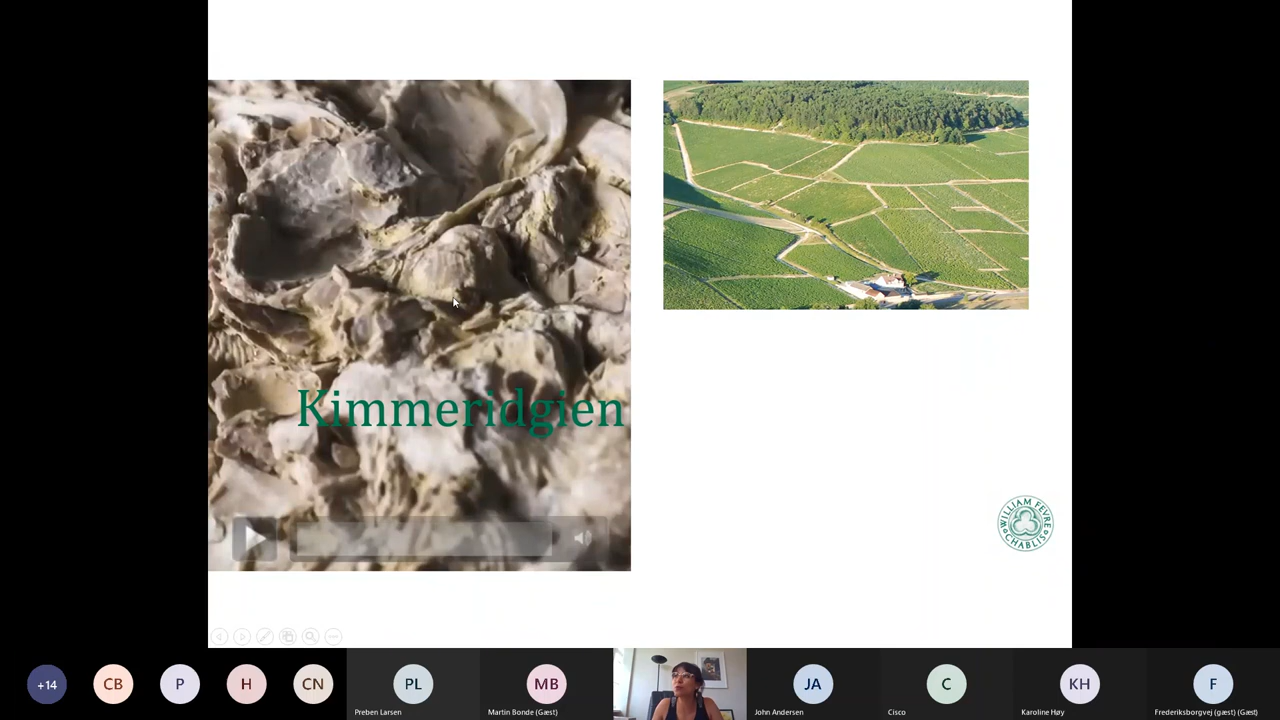 Kimmeridgien
WILLIAM FEVRE
CHABLIS
+14
CB
P
H
CN
PL
Preben Larsen
MB
Martin Bonde (Gæst)
JA
John Andersen
C
Cisco
KH
Karoline Høy
F
Frederiksborgvej (gæst) (Gæst)